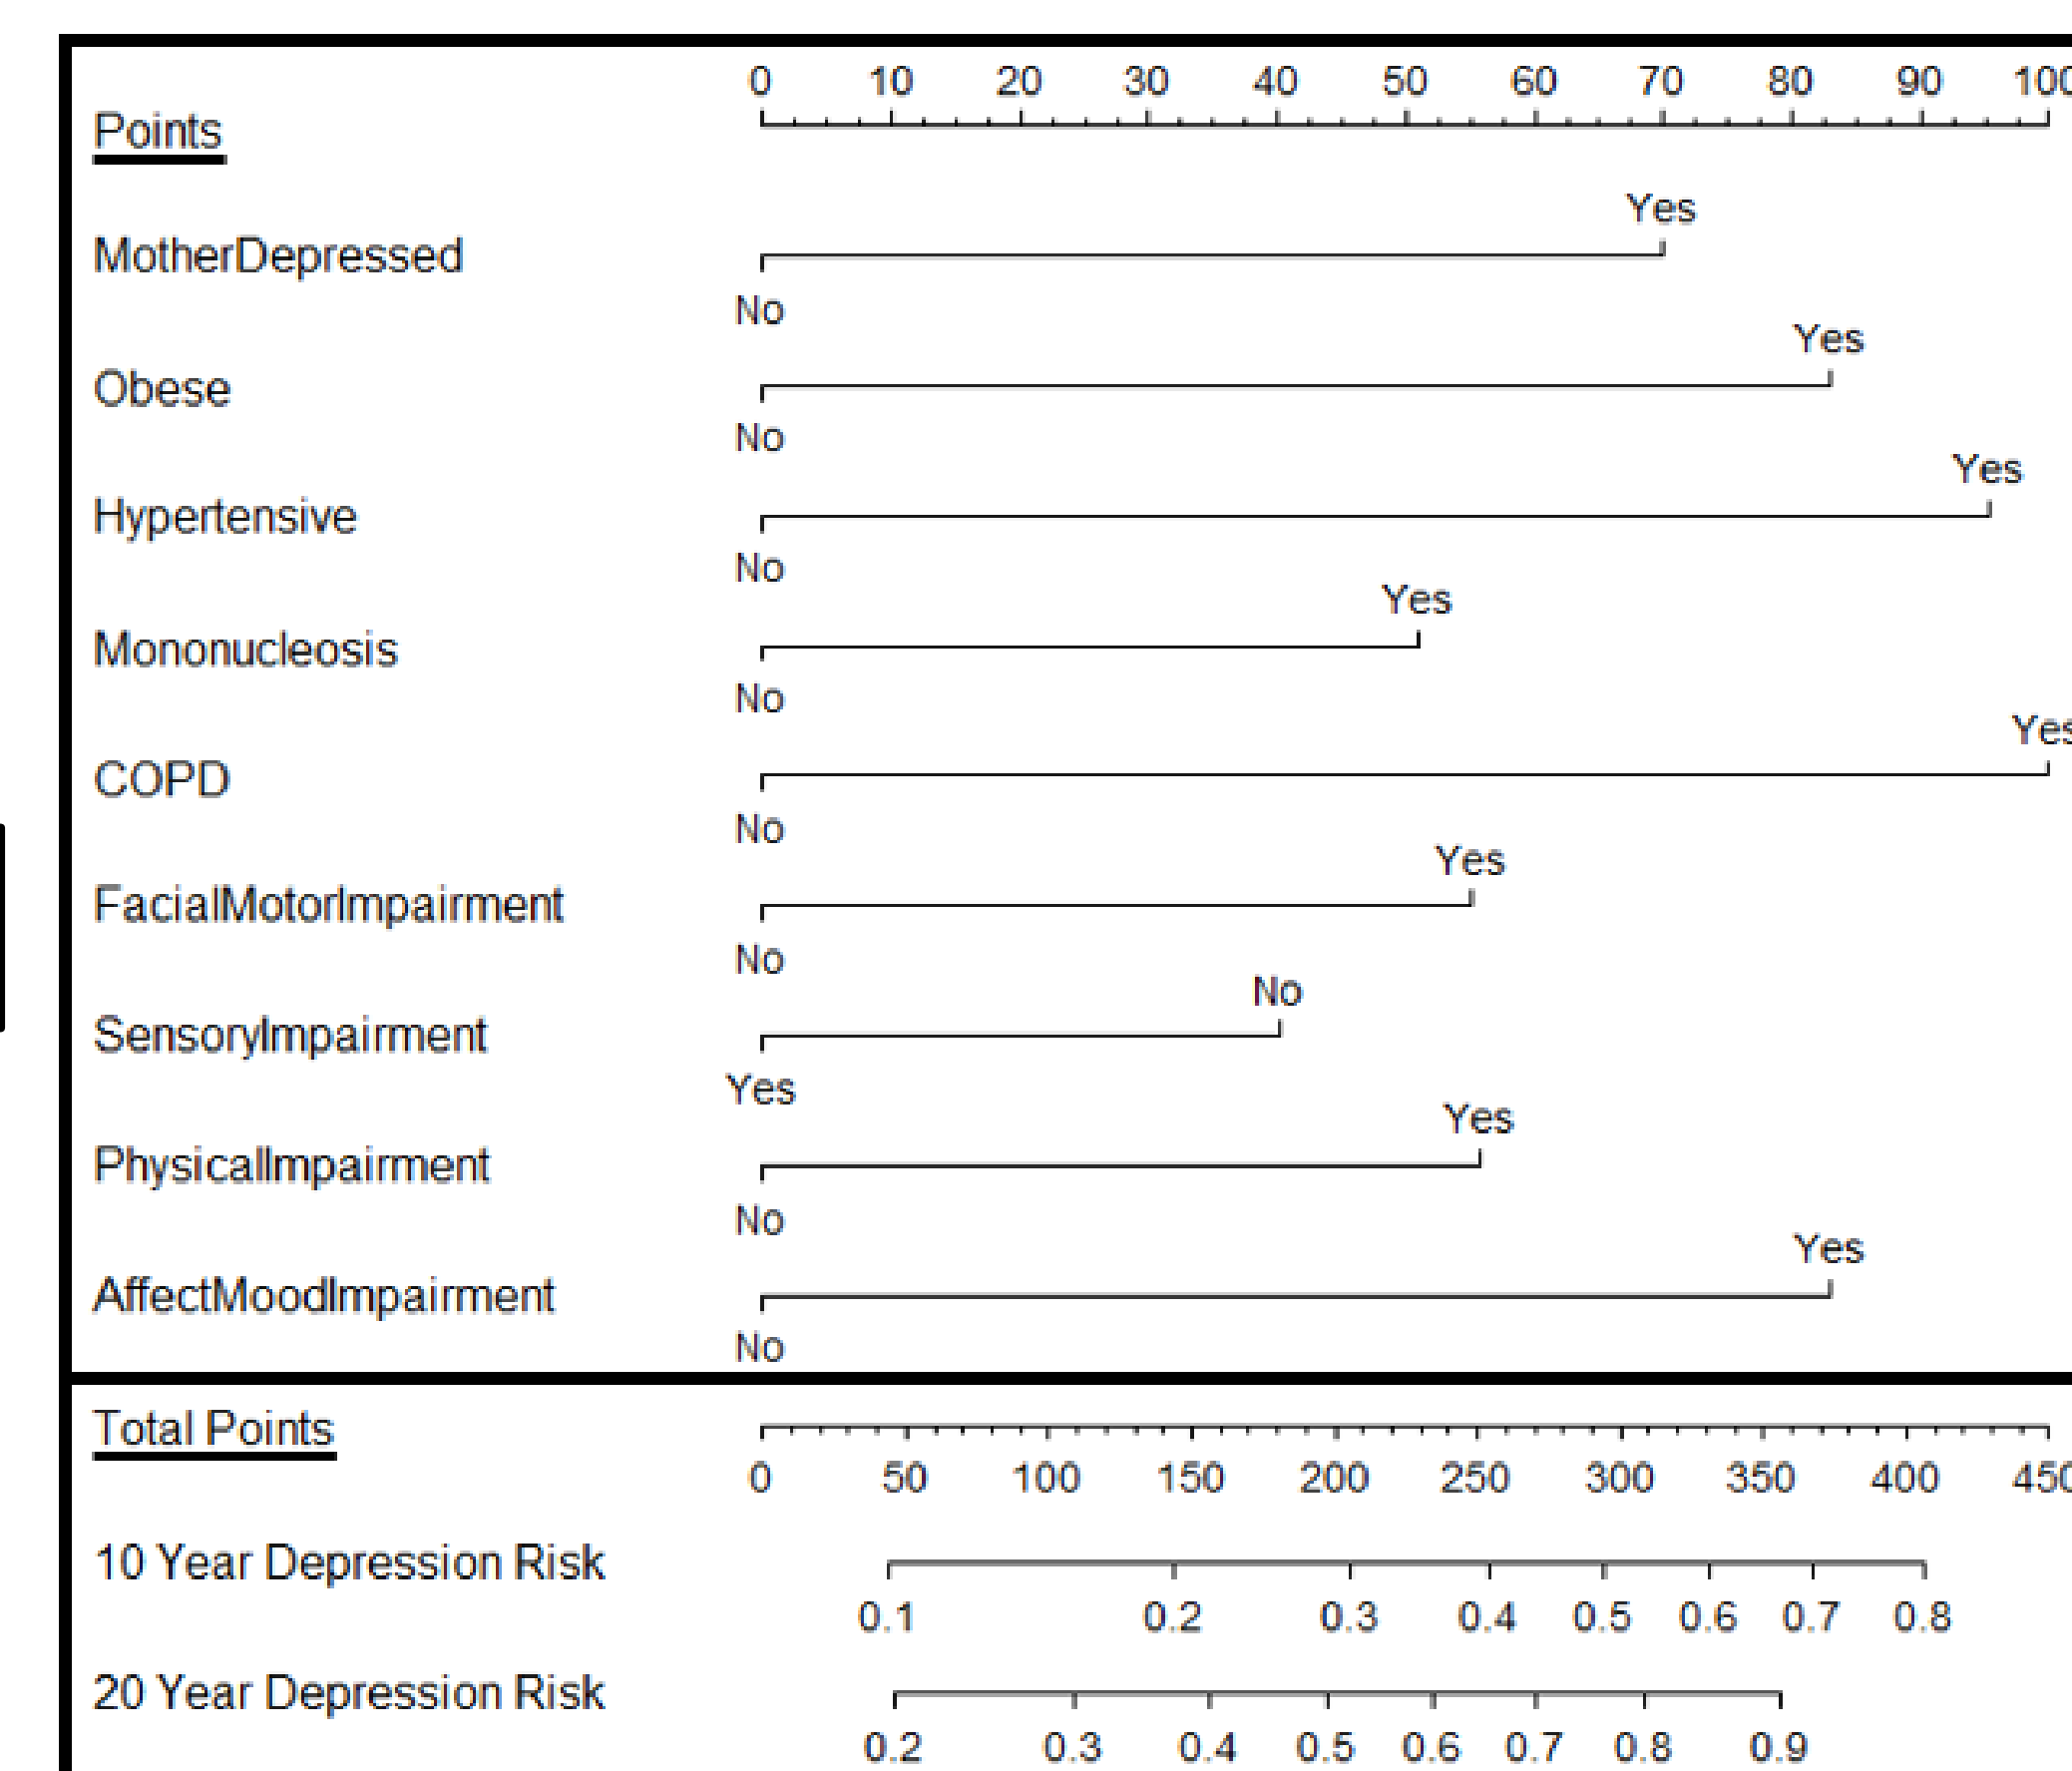 0 10 20 30 40 50 60 70 80 90 100
Points
Yes
MotherDepressed
No
Yes
Obese
No
Yes
Hypertensive
No
Yes
Mononucleosis
No
Yes
COPD
No
Yes
FacialMotorImpairment
No
No
SensoryImpairment
Yes
Yes
PhysicalImpairment
No
Yes
AffectMoodImpairment
No
Total Points
0 50 100 150 200 250 300 350 400 450
10 Year Depression Risk
0.1 0.2 0.3 0.4 0.5 0.6 0.7 0.8
20 Year Depression Risk
0.2 0.3 0.4 0.5 0.6 0.7 0.8 0.9